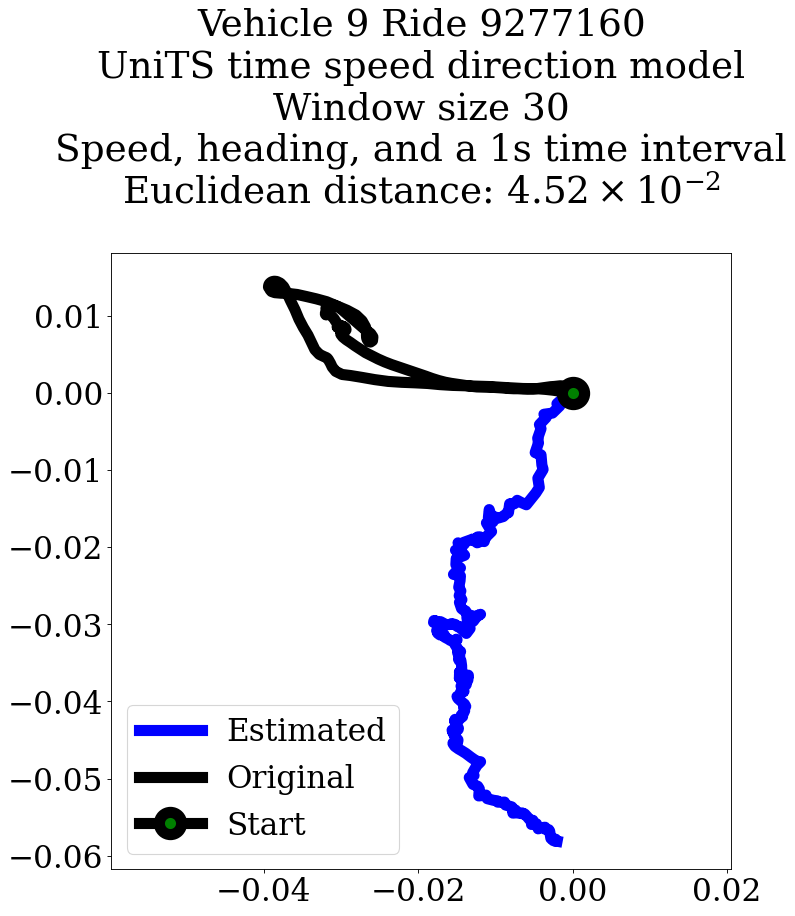 Vehicle 9 Ride 9277160
UniTS time speed direction model
Window size 30
Speed, heading, and a 1s time interval
Euclidean distance: 4.52 × 10⁻²
0.01
0.00
−0.01
−0.02
−0.03
−0.04
−0.05
−0.06
Estimated
Original
Start
−0.04
−0.02
0.00
0.02